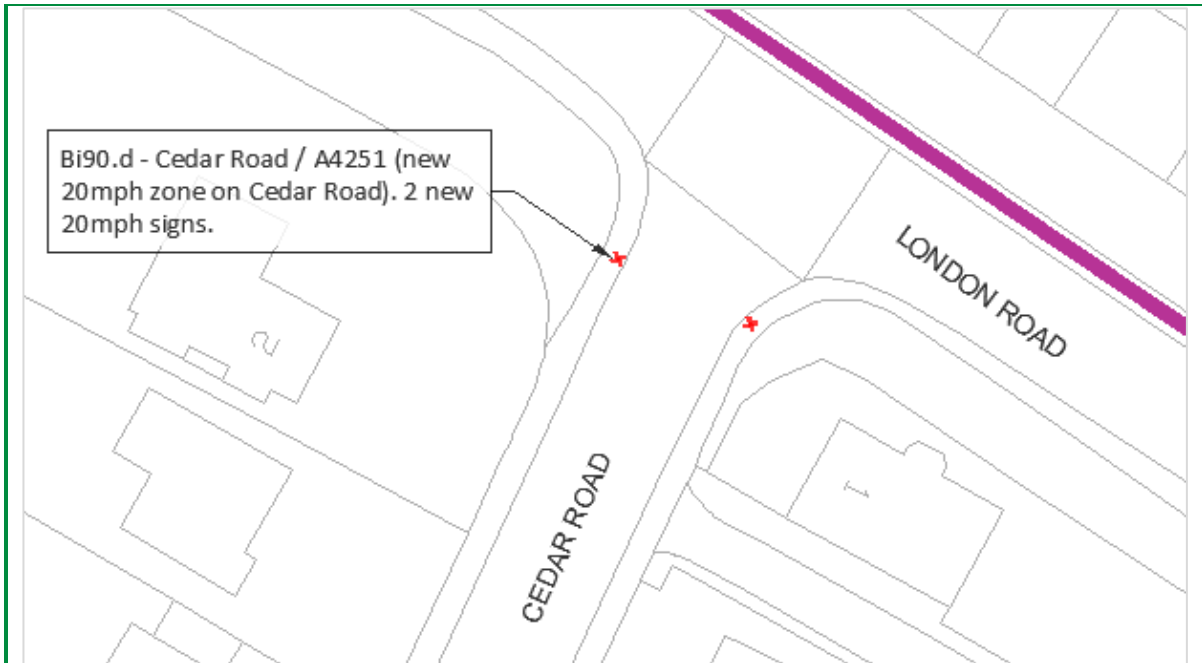 Bi90.d - Cedar Road / A4251 (new
20mph zone on Cedar Road). 2 new
20mph signs.
LONDON ROAD
2
1
CEDAR ROAD